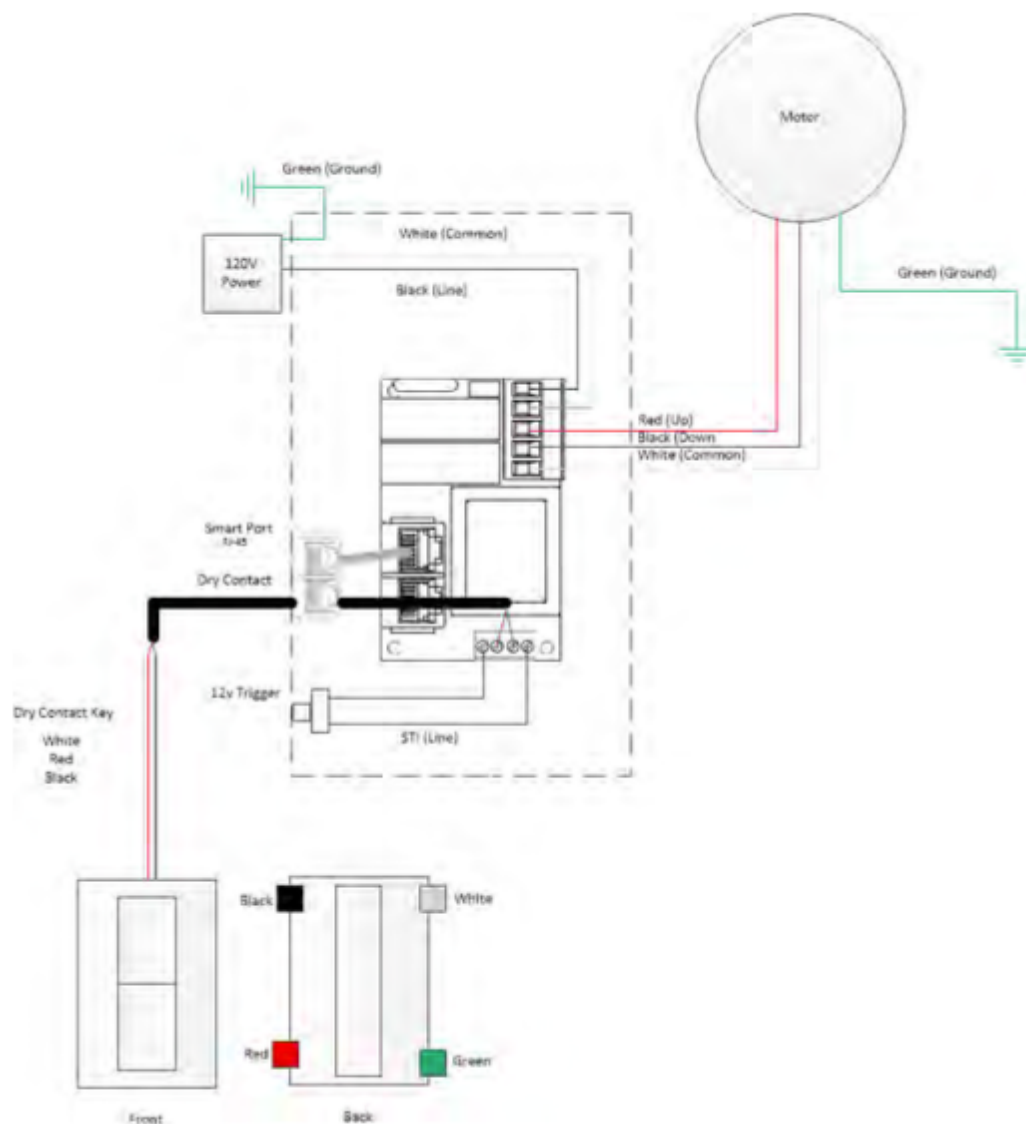 Motor
Green (Ground)
White (Common)
120V
Power
Black (Line)
Green (Ground)
Red (Up)
Black (Down
White (Common)
Smart Port
RJ45
Dry Contact
12v Trigger
STI (Line)
Dry Contact Key
White
Red
Black
Black
White
Red
Green
Front
Back